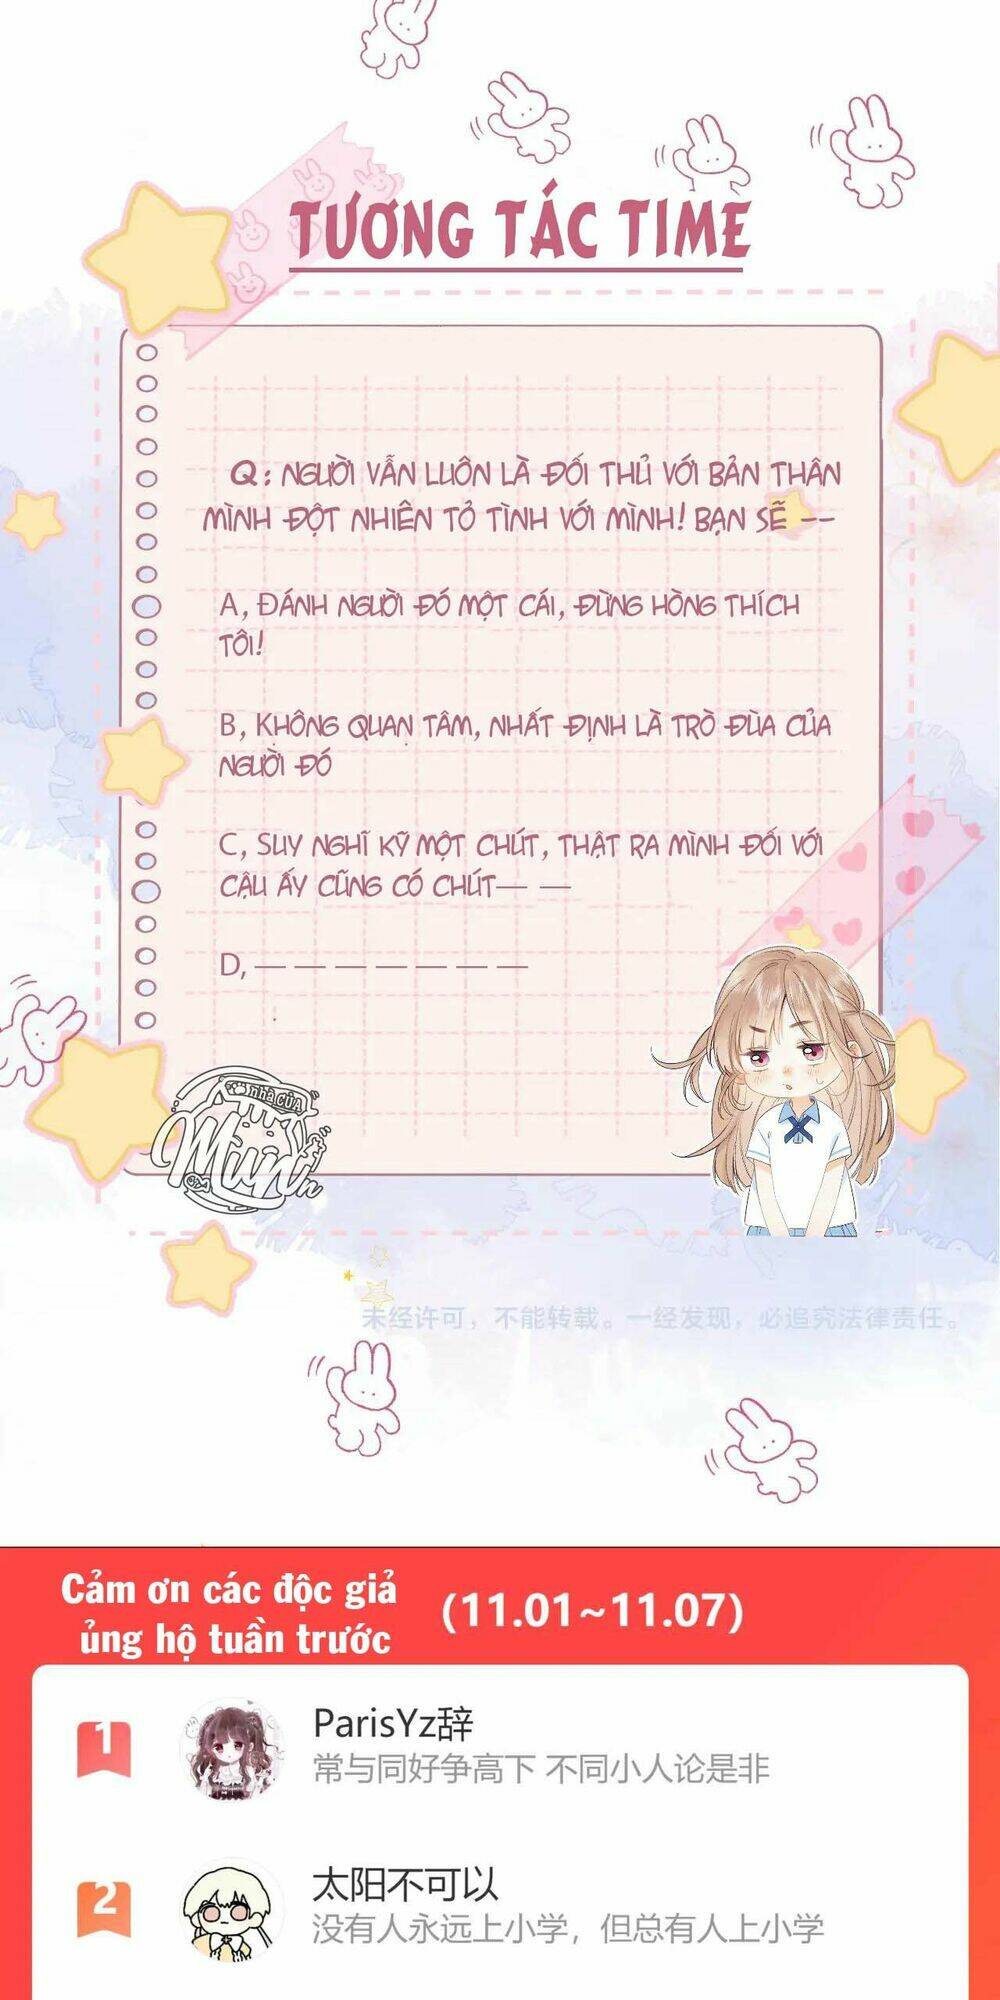 TƯƠNG TÁC TIME
Q: NGƯỜI VẪN LUÔN LÀ ĐỐI THỦ VỚI BẢN THÂN
MÌNH ĐỘT NHIÊN TỎ TÌNH VỚI MÌNH! BẠN SẼ --
A, ĐÁNH NGƯỜI ĐÓ MỘT CÁI, ĐỪNG HÒNG THÍCH
TÔI!
B, KHÔNG QUAN TÂM, NHẤT ĐỊNH LÀ TRÒ ĐÙA CỦA
NGƯỜI ĐÓ
C, SUY NGHĨ KỸ MỘT CHÚT, THẬT RA MÌNH ĐỐI VỚI
CẬU ẤY CŨNG CÓ CHÚT— —
D, — — — — — — —
nhà của
Munn
未经许可，不能转载。一经发现，必追究法律责任。
Cảm ơn các độc giả
ủng hộ tuần trước
(11.01~11.07)
1
ParisYz辞
常与同好争高下 不同小人论是非
2
太阳不可以
没有人永远上小学，但总有人上小学